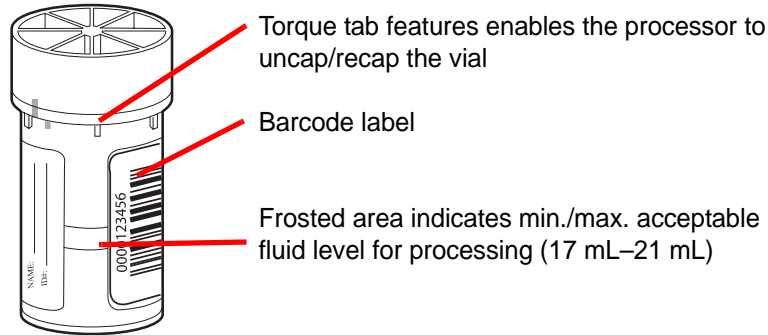 Torque tab features enables the processor to
uncap/recap the vial
Barcode label
Frosted area indicates min./max. acceptable
fluid level for processing (17 mL–21 mL)
0000123456
NAME:
ID#: